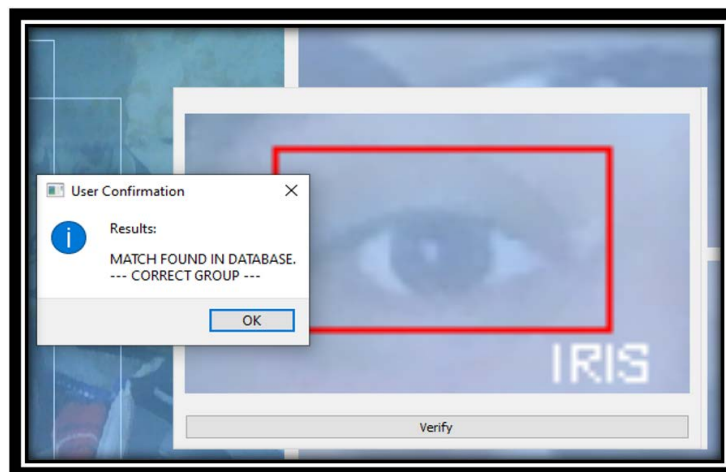 User Confirmation
Results:
MATCH FOUND IN DATABASE.
--- CORRECT GROUP ---
OK
IRIS
Verify